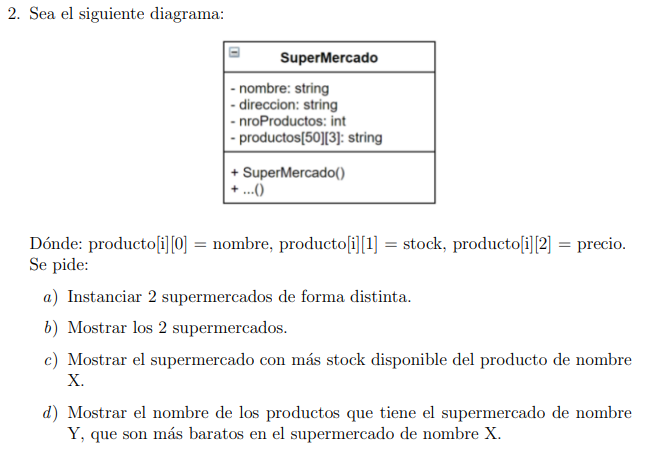 2. Sea el siguiente diagrama:
SuperMercado
- nombre: string
- direccion: string
- nroProductos: int
- productos[50][3]: string
+ SuperMercado()
+ ...()
Dónde: producto[i][0] = nombre, producto[i][1] = stock, producto[i][2] = precio.
Se pide:
a) Instanciar 2 supermercados de forma distinta.
b) Mostrar los 2 supermercados.
c) Mostrar el supermercado con más stock disponible del producto de nombre
X.
d) Mostrar el nombre de los productos que tiene el supermercado de nombre
Y, que son más baratos en el supermercado de nombre X.